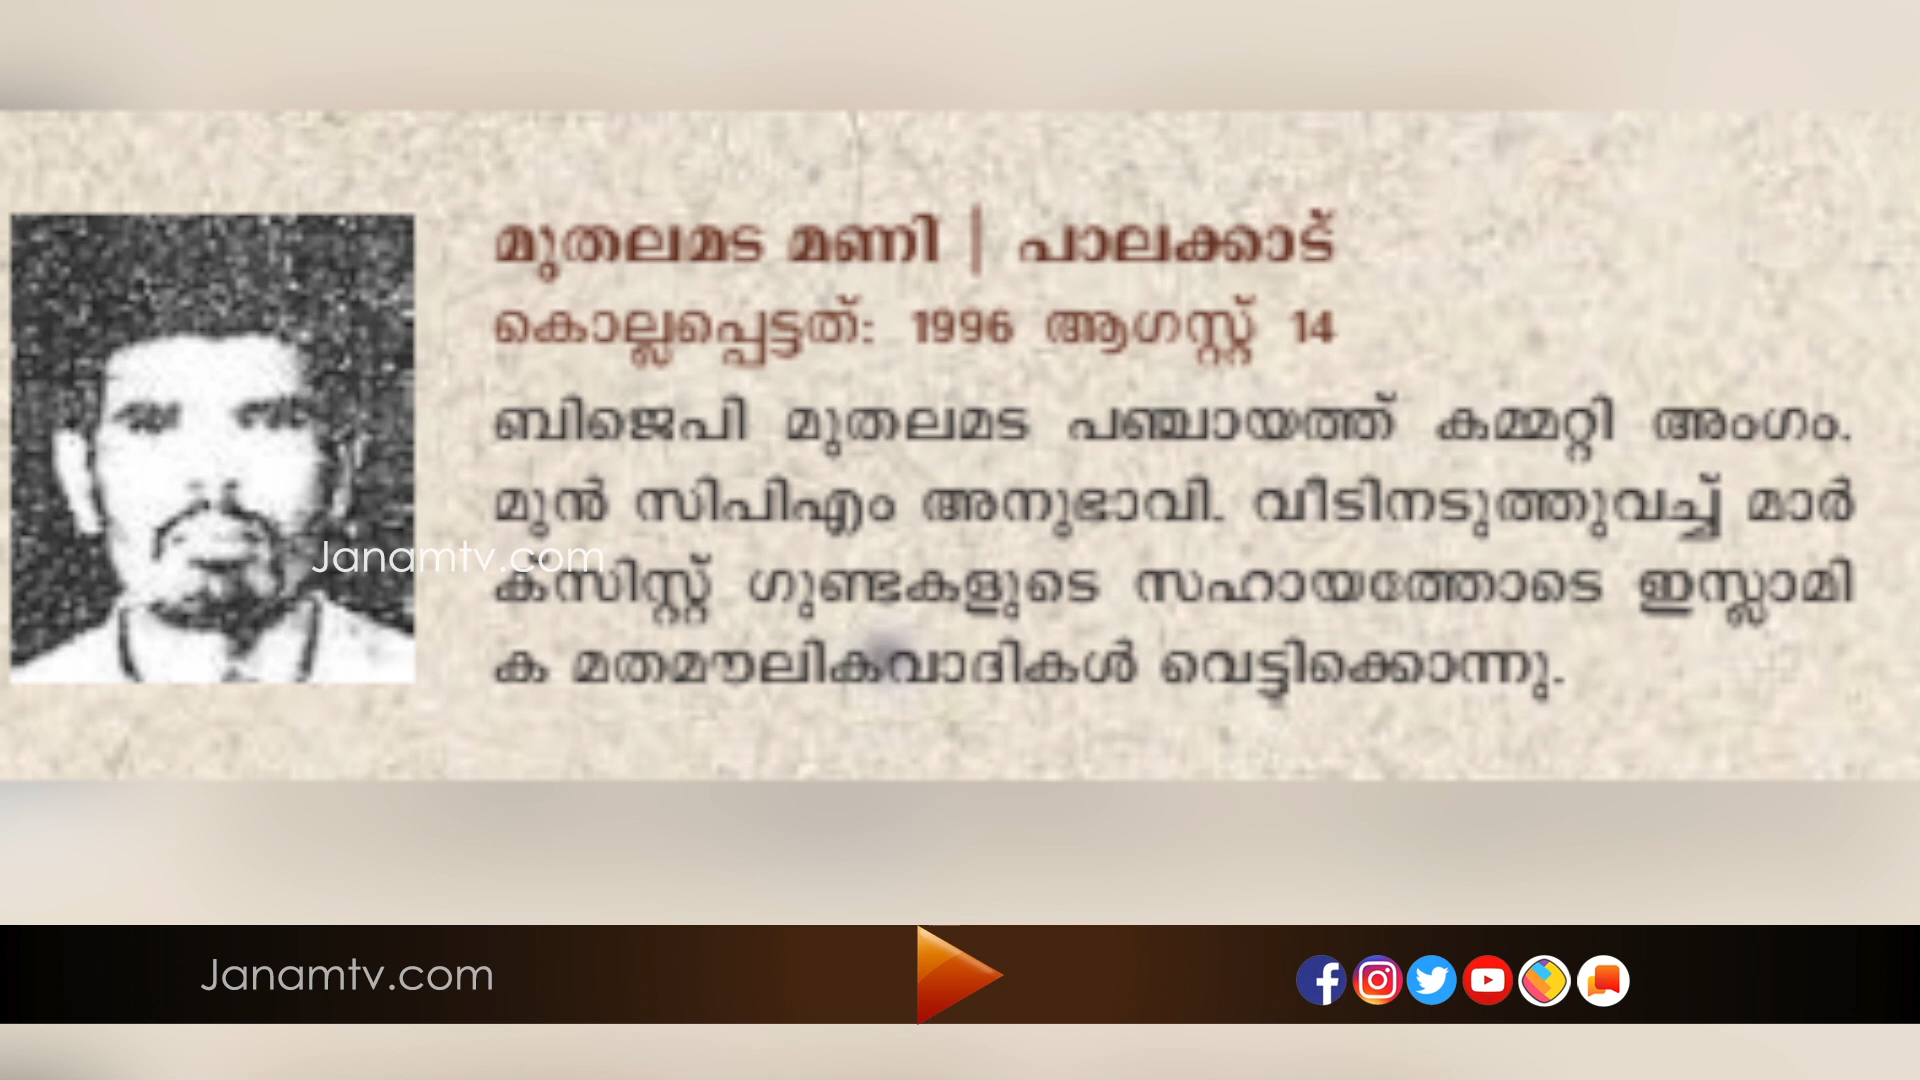 മുതലമട മണി | പാലക്കാട്
കൊല്ലപ്പെട്ടത്: 1996 ആഗസ്റ്റ് 14
ബിജെപി മുതലമട പഞ്ചായത്ത് കമ്മറ്റി അംഗം.
മുൻ സിപിഎം അനുഭാവി. വീടിനടുത്തുവച്ച് മാർ
ക്സിസ്റ്റ് ഗുണ്ടകളുടെ സഹായത്തോടെ ഇസ്ലാമി
ക മതമൗലികവാദികൾ വെട്ടിക്കൊന്നു.
Janamtv.com
Janamtv.com